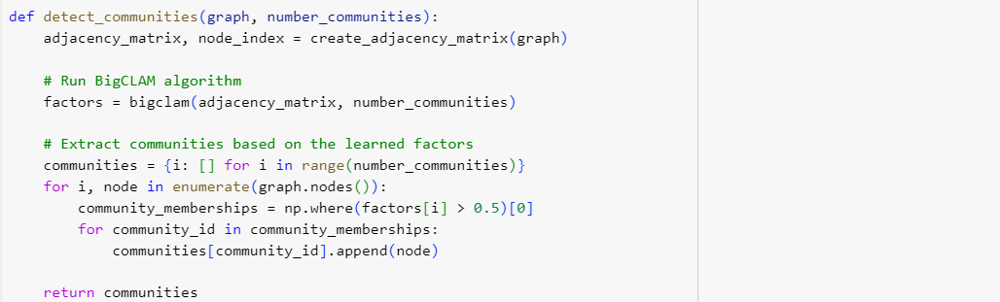 def detect_communities(graph, number_communities):
    adjacency_matrix, node_index = create_adjacency_matrix(graph)

    # Run BigCLAM algorithm
    factors = bigclam(adjacency_matrix, number_communities)

    # Extract communities based on the learned factors
    communities = {i: [] for i in range(number_communities)}
    for i, node in enumerate(graph.nodes()):
        community_memberships = np.where(factors[i] > 0.5)[0]
        for community_id in community_memberships:
            communities[community_id].append(node)

    return communities